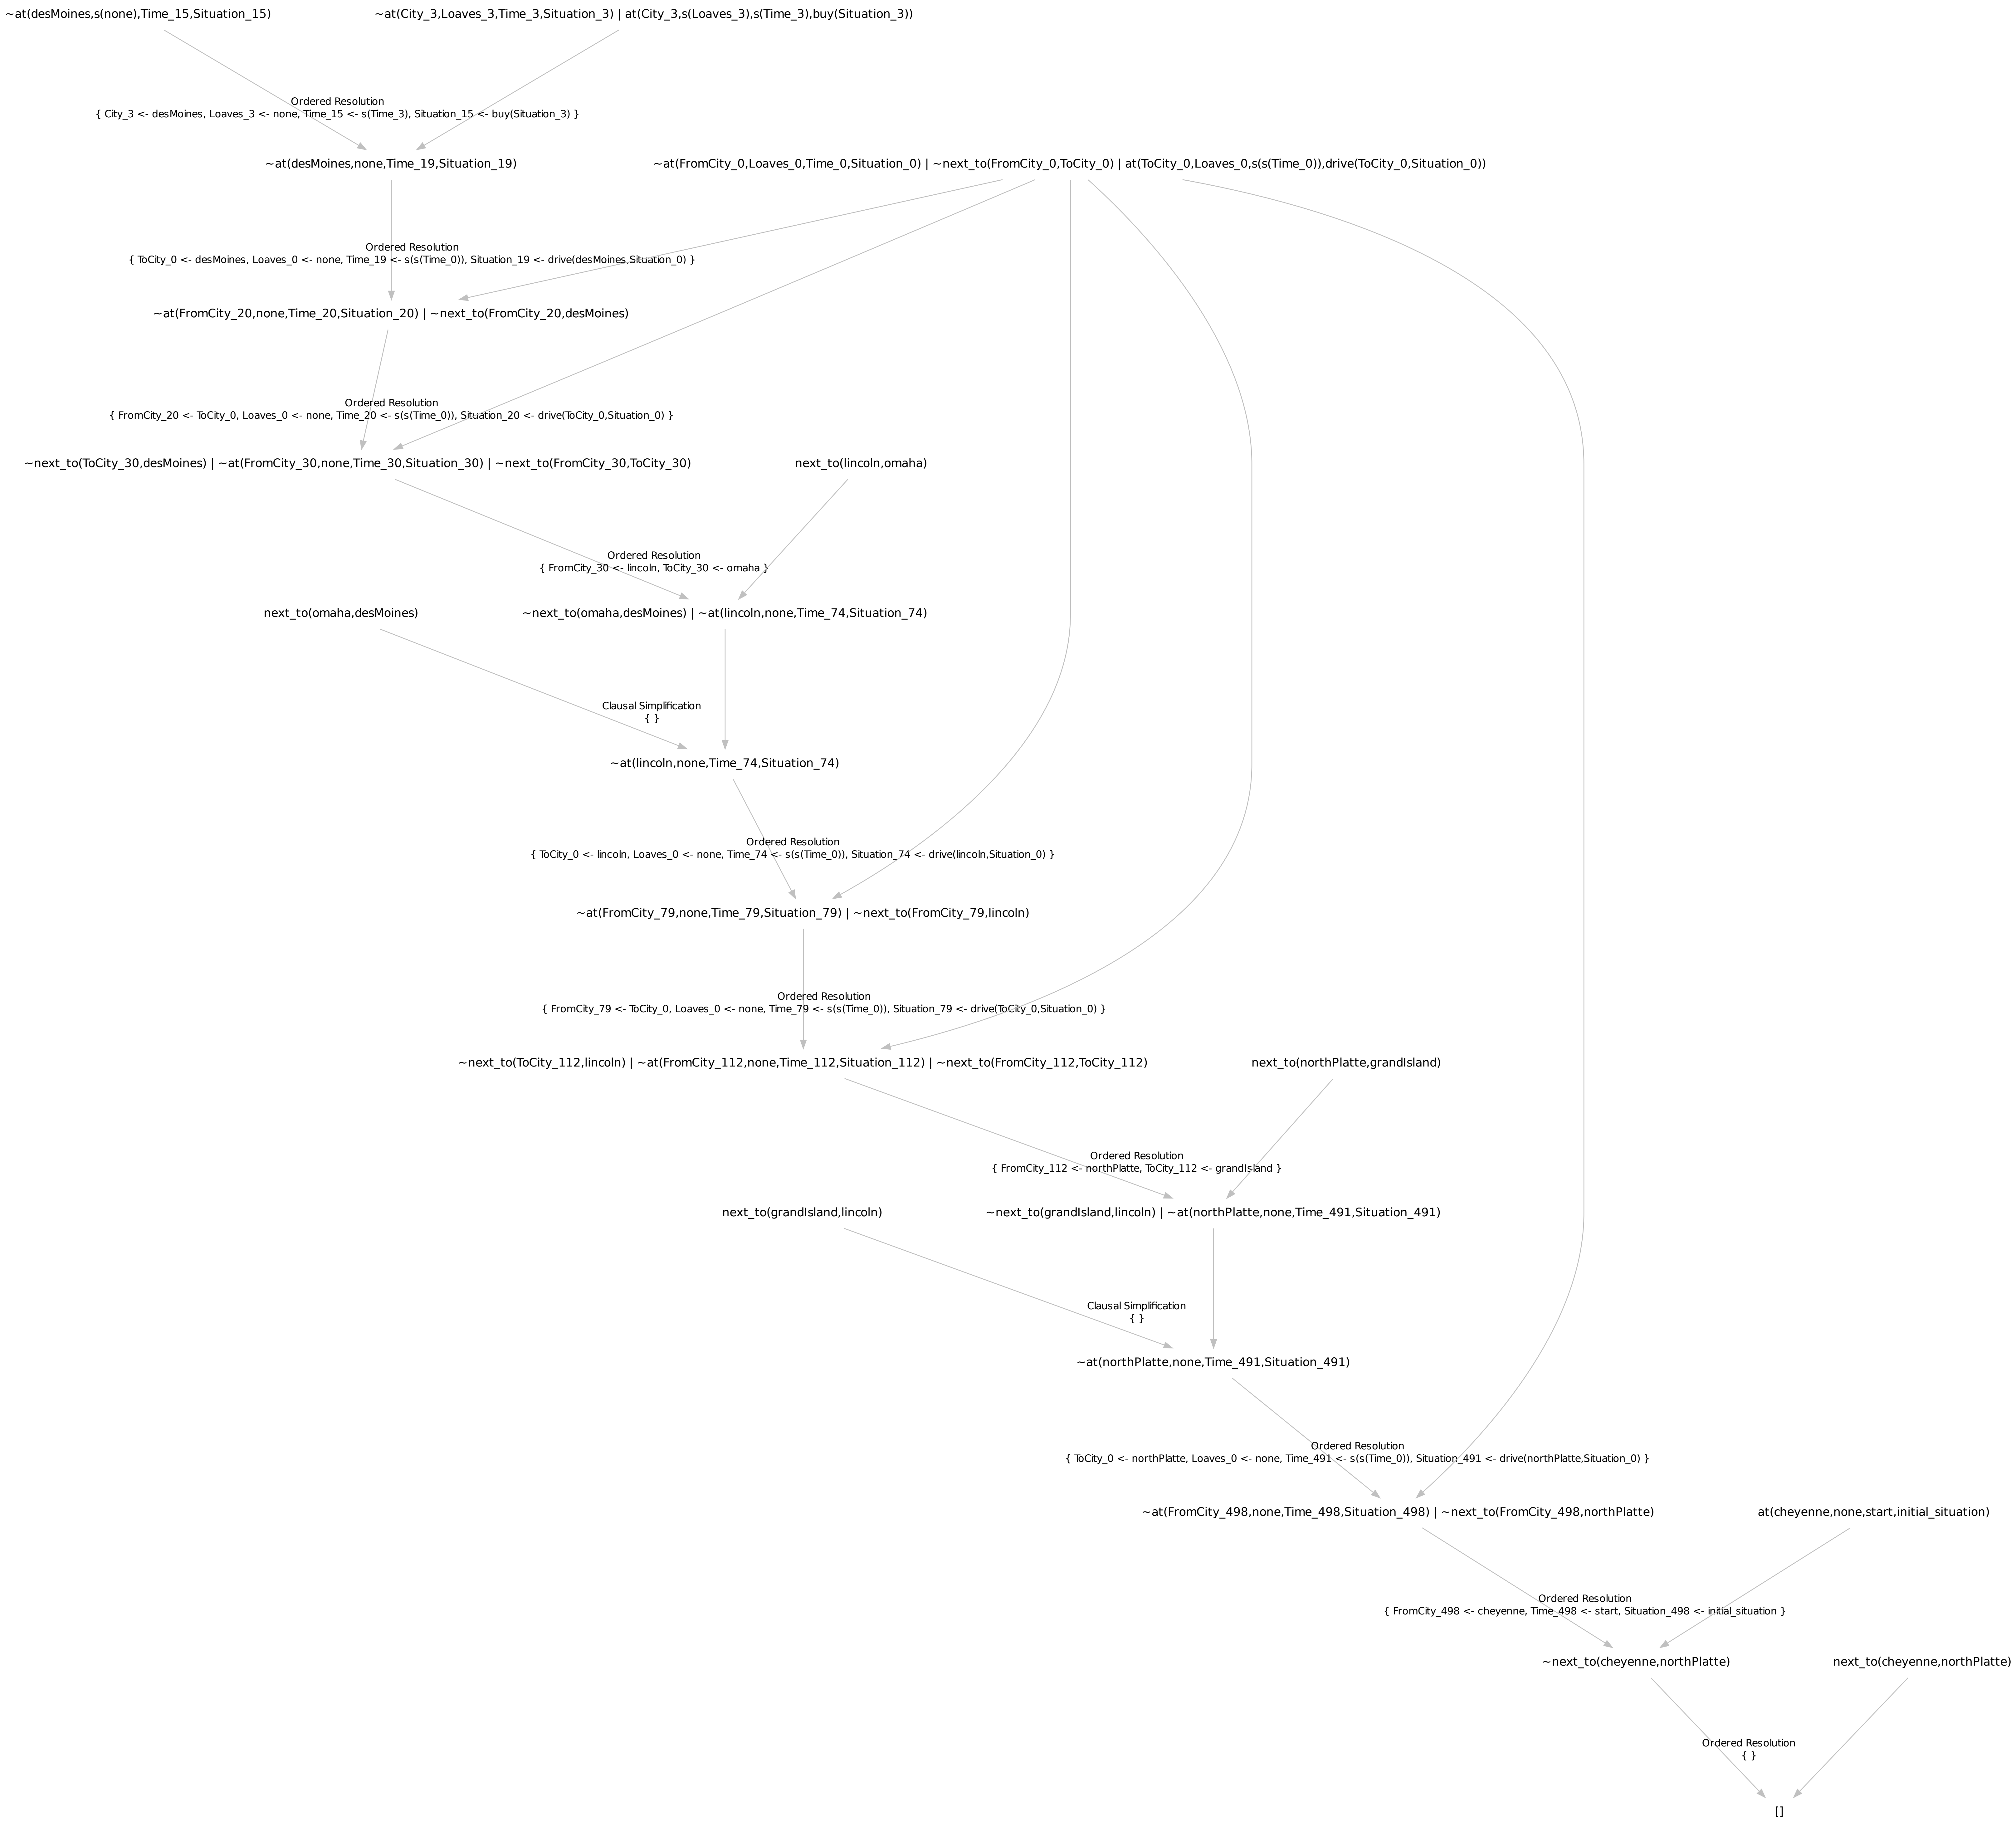 ~at(desMoines,s(none),Time_15,Situation_15)
~at(City_3,Loaves_3,Time_3,Situation_3) | at(City_3,s(Loaves_3),s(Time_3),buy(Situation_3))
Ordered Resolution
{ City_3 <- desMoines, Loaves_3 <- none, Time_15 <- s(Time_3), Situation_15 <- buy(Situation_3) }
~at(desMoines,none,Time_19,Situation_19)
~at(FromCity_0,Loaves_0,Time_0,Situation_0) | ~next_to(FromCity_0,ToCity_0) | at(ToCity_0,Loaves_0,s(s(Time_0)),drive(ToCity_0,Situation_0))
Ordered Resolution
{ ToCity_0 <- desMoines, Loaves_0 <- none, Time_19 <- s(s(Time_0)), Situation_19 <- drive(desMoines,Situation_0) }
~at(FromCity_20,none,Time_20,Situation_20) | ~next_to(FromCity_20,desMoines)
Ordered Resolution
{ FromCity_20 <- ToCity_0, Loaves_0 <- none, Time_20 <- s(s(Time_0)), Situation_20 <- drive(ToCity_0,Situation_0) }
~next_to(ToCity_30,desMoines) | ~at(FromCity_30,none,Time_30,Situation_30) | ~next_to(FromCity_30,ToCity_30)
next_to(lincoln,omaha)
Ordered Resolution
{ FromCity_30 <- lincoln, ToCity_30 <- omaha }
next_to(omaha,desMoines)
~next_to(omaha,desMoines) | ~at(lincoln,none,Time_74,Situation_74)
Clausal Simplification
{ }
~at(lincoln,none,Time_74,Situation_74)
Ordered Resolution
{ ToCity_0 <- lincoln, Loaves_0 <- none, Time_74 <- s(s(Time_0)), Situation_74 <- drive(lincoln,Situation_0) }
~at(FromCity_79,none,Time_79,Situation_79) | ~next_to(FromCity_79,lincoln)
Ordered Resolution
{ FromCity_79 <- ToCity_0, Loaves_0 <- none, Time_79 <- s(s(Time_0)), Situation_79 <- drive(ToCity_0,Situation_0) }
~next_to(ToCity_112,lincoln) | ~at(FromCity_112,none,Time_112,Situation_112) | ~next_to(FromCity_112,ToCity_112)
next_to(northPlatte,grandIsland)
Ordered Resolution
{ FromCity_112 <- northPlatte, ToCity_112 <- grandIsland }
next_to(grandIsland,lincoln)
~next_to(grandIsland,lincoln) | ~at(northPlatte,none,Time_491,Situation_491)
Clausal Simplification
{ }
~at(northPlatte,none,Time_491,Situation_491)
Ordered Resolution
{ ToCity_0 <- northPlatte, Loaves_0 <- none, Time_491 <- s(s(Time_0)), Situation_491 <- drive(northPlatte,Situation_0) }
~at(FromCity_498,none,Time_498,Situation_498) | ~next_to(FromCity_498,northPlatte)
at(cheyenne,none,start,initial_situation)
Ordered Resolution
{ FromCity_498 <- cheyenne, Time_498 <- start, Situation_498 <- initial_situation }
~next_to(cheyenne,northPlatte)
next_to(cheyenne,northPlatte)
Ordered Resolution
{ }
[]